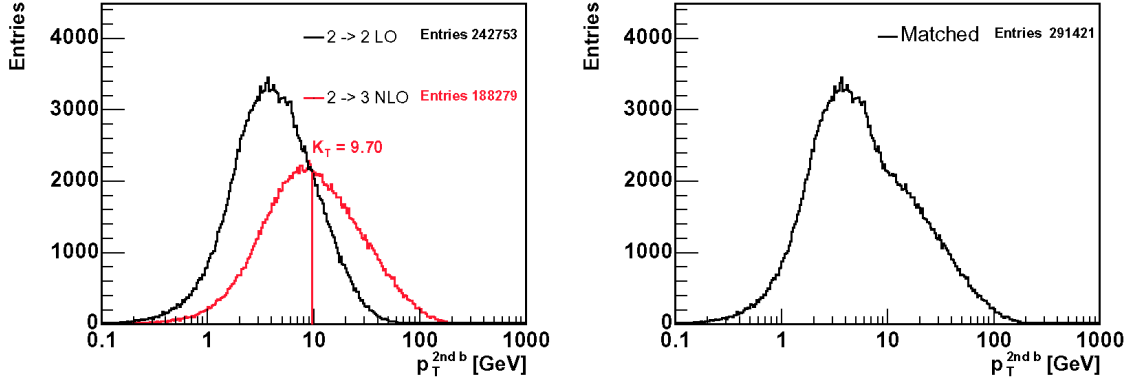 Entries
4000
3000
2000
1000
0
2 -> 2 LO Entries 242753
2 -> 3 NLO Entries 188279
K_T = 9.70
0.1 1 10 100 1000
p_T^2nd b [GeV]
Entries
4000
3000
2000
1000
0
Matched Entries 291421
0.1 1 10 100 1000
p_T^2nd b [GeV]